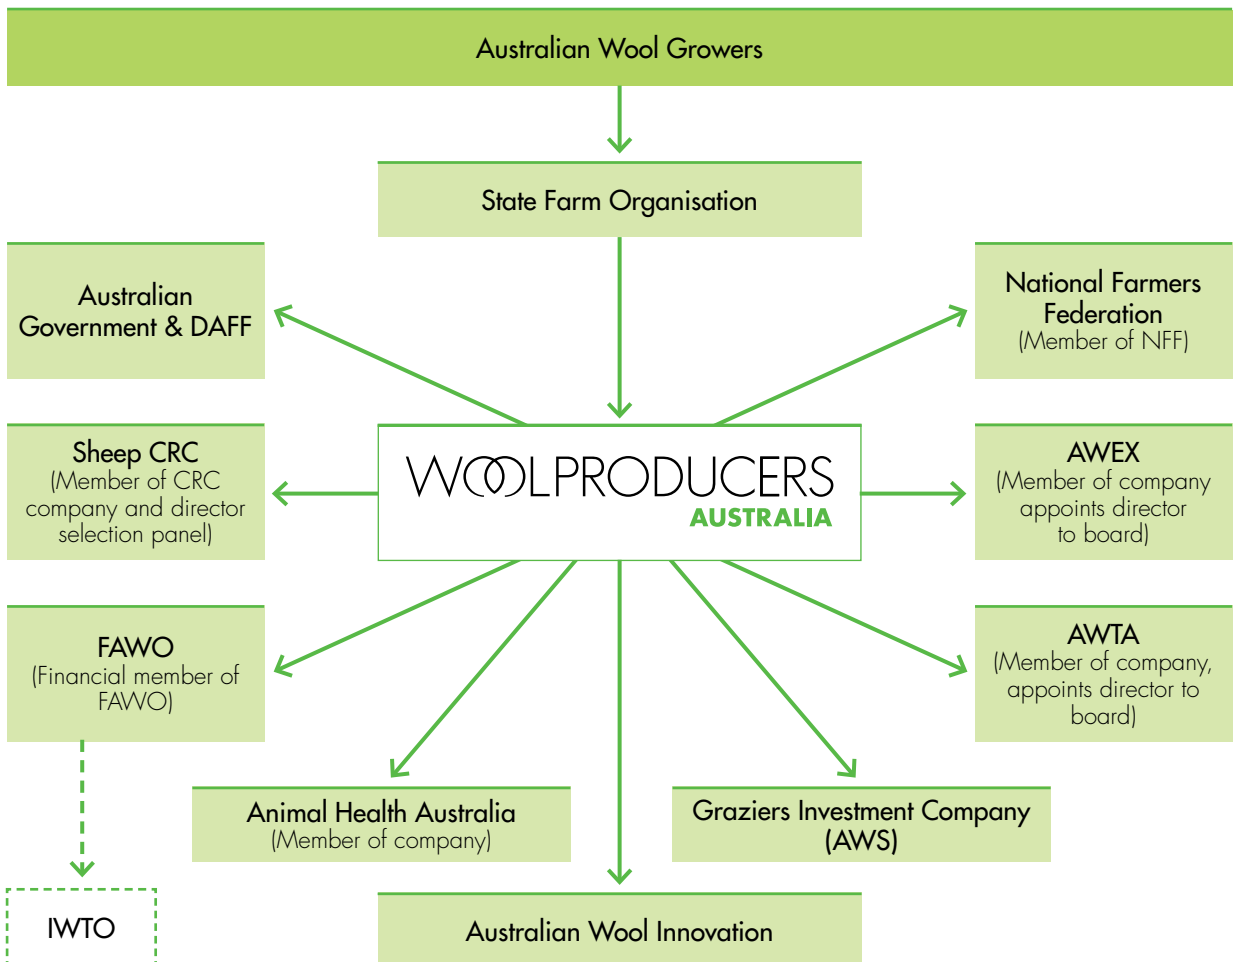 Australian Wool Growers
State Farm Organisation
Australian
Government & DAFF
National Farmers
Federation
(Member of NFF)
Sheep CRC
(Member of CRC
company and director
selection panel)
WOOLPRODUCERS
AUSTRALIA
AWEX
(Member of company
appoints director
to board)
FAWO
(Financial member of
FAWO)
AWTA
(Member of company,
appoints director to
board)
Animal Health Australia
(Member of company)
Graziers Investment Company
(AWS)
IWTO
Australian Wool Innovation